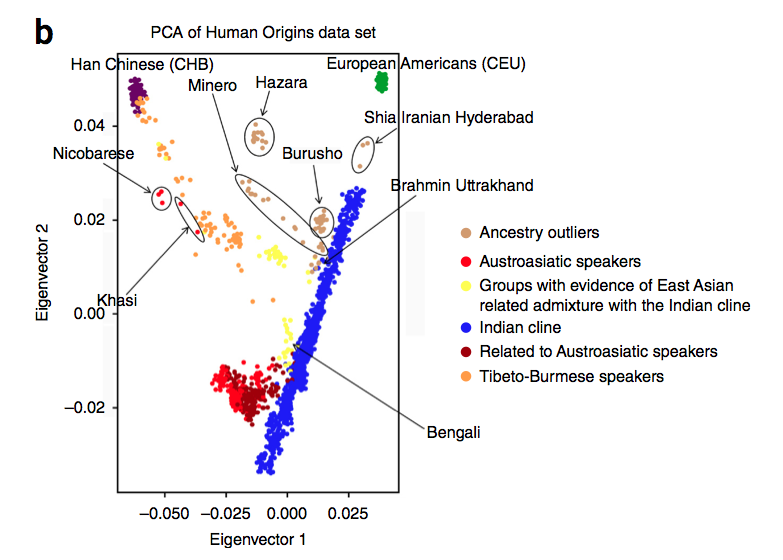 b
PCA of Human Origins data set
Han Chinese (CHB)
European Americans (CEU)
Minero
Hazara
Shia Iranian Hyderabad
Nicobarese
Burusho
Brahmin Uttrakhand
Khasi
Bengali
Ancestry outliers
Austroasiatic speakers
Groups with evidence of East Asian
related admixture with the Indian cline
Indian cline
Related to Austroasiatic speakers
Tibeto-Burmese speakers
Eigenvector 2
0.04
0.02
0.00
–0.02
–0.050 –0.025 0.000 0.025
Eigenvector 1